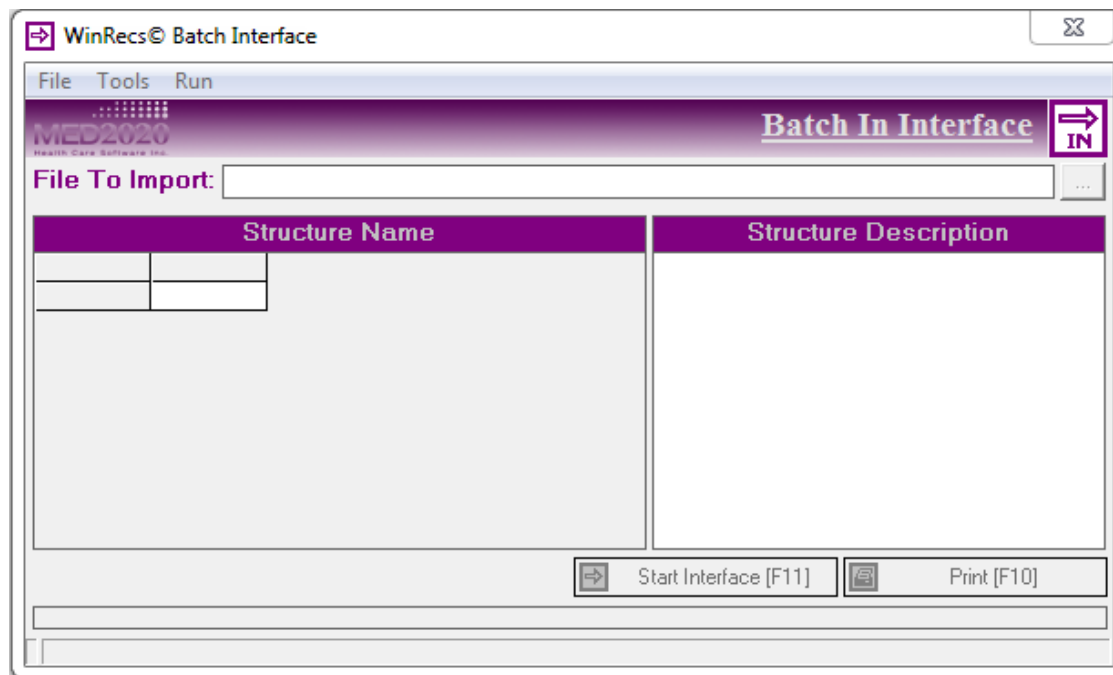 WinRecs© Batch Interface
File Tools Run
MED2020
Health Care Software Inc.
Batch In Interface
IN
File To Import:
...
Structure Name
Structure Description
Start Interface [F11]
Print [F10]